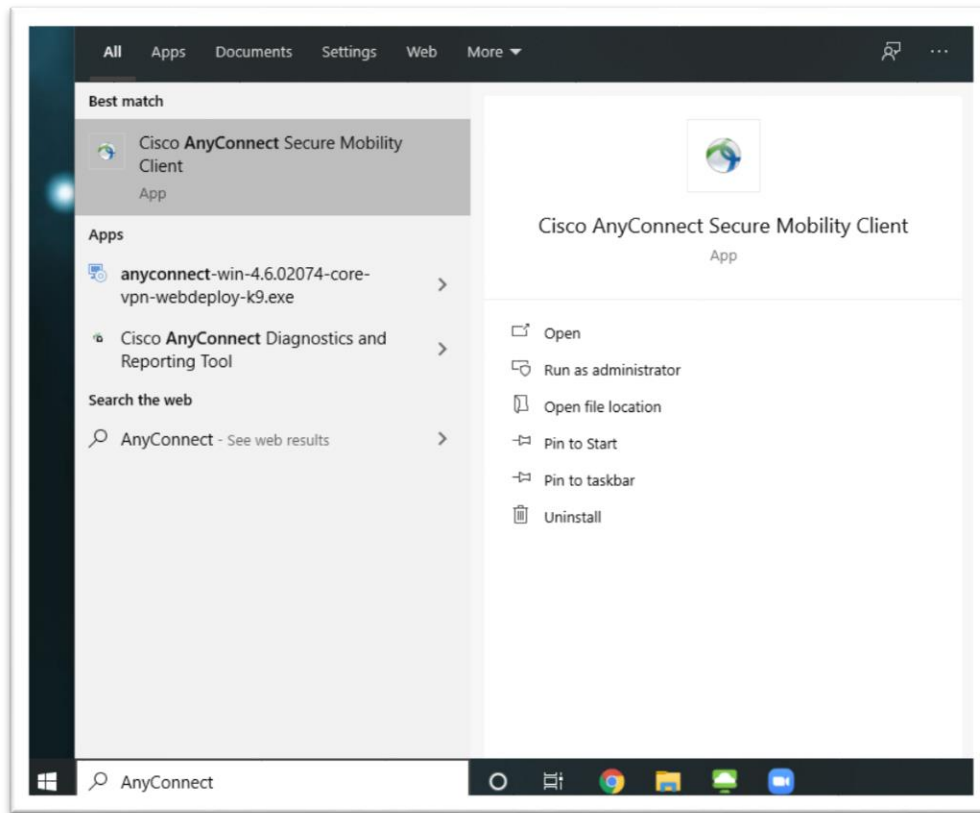 All Apps Documents Settings Web More
Best match
Cisco AnyConnect Secure Mobility
Client
App
Apps
anyconnect-win-4.6.02074-core-
vpn-webdeploy-k9.exe
Cisco AnyConnect Diagnostics and
Reporting Tool
Search the web
AnyConnect - See web results
Cisco AnyConnect Secure Mobility Client
App
Open
Run as administrator
Open file location
Pin to Start
Pin to taskbar
Uninstall
AnyConnect